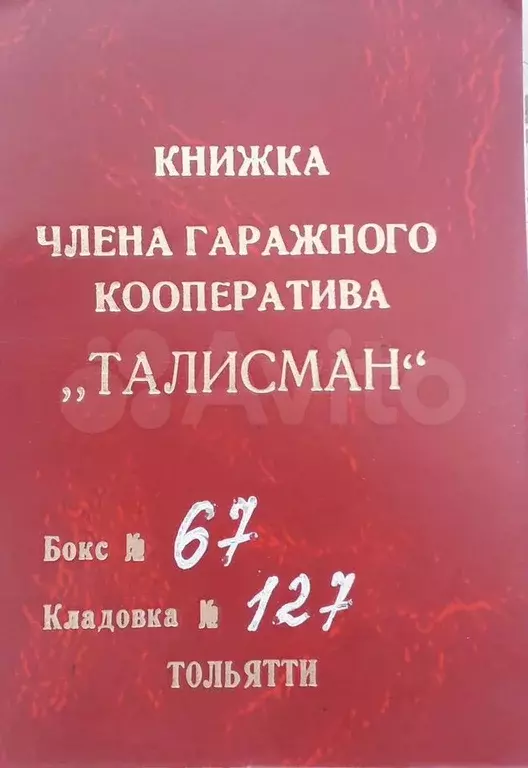 КНИЖКА
ЧЛЕНА ГАРАЖНОГО
КООПЕРАТИВА
„ТАЛИСМАН“
Avito
Бокс № 67
Кладовка № 127
ТОЛЬЯТТИ